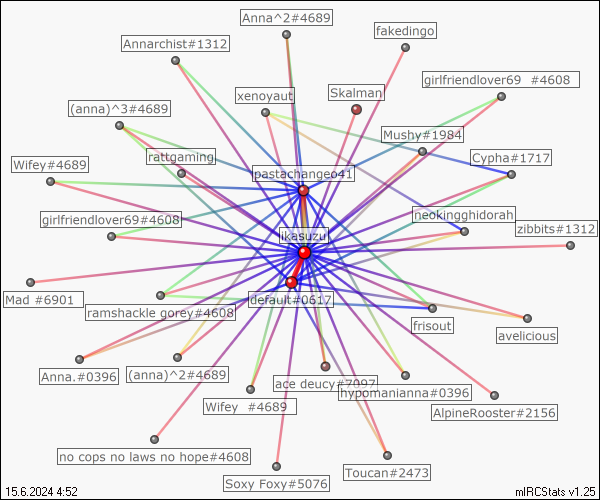 Anna^2#4689
fakedingo
Annarchist#1312
girlfriendlover69 #4608
Skalman
xenoyaut
(anna)^3#4689
Mushy#1984
rattgaming
Cypha#1717
Wifey#4689
pastachangeo41
girlfriendlover69#4608
neokingghidorah
zibbits#1312
ikasuzu
default#0617
Mad #6901
ramshackle gorey#4608
frisout
avelicious
Anna.#0396
(anna)^2#4689
ace deucy#7097
hypomanianna#0396
Wifey #4689
AlpineRooster#2156
no cops no laws no hope#4608
Toucan#2473
Soxy Foxy#5076
15.6.2024 4:52
mIRCStats v1.25